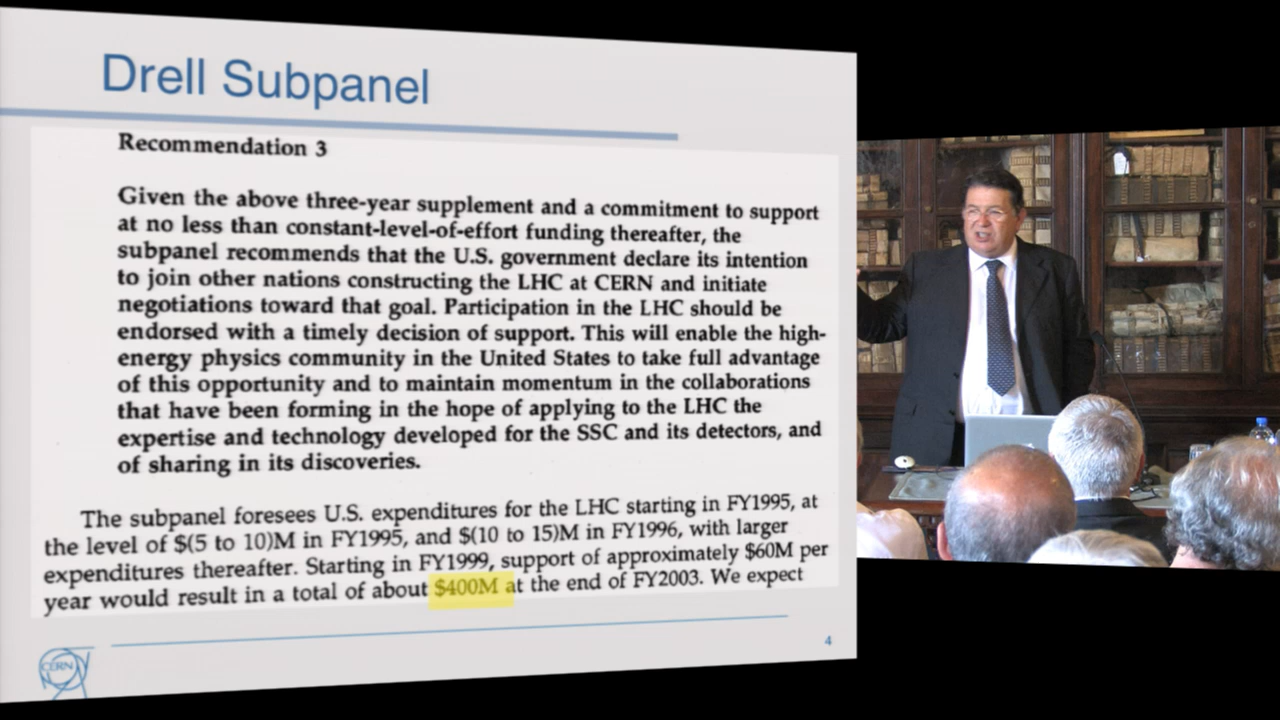 Drell Subpanel
Recommendation 3
Given the above three-year supplement and a commitment to support
at no less than constant-level-of-effort funding thereafter, the
subpanel recommends that the U.S. government declare its intention
to join other nations constructing the LHC at CERN and initiate
negotiations toward that goal. Participation in the LHC should be
endorsed with a timely decision of support. This will enable the high-
energy physics community in the United States to take full advantage
of this opportunity and to maintain momentum in the collaborations
that have been forming in the hope of applying to the LHC the
expertise and technology developed for the SSC and its detectors, and
of sharing in its discoveries.
The subpanel foresees U.S. expenditures for the LHC starting in FY1995, at
the level of $(5 to 10)M in FY1995, and $(10 to 15)M in FY1996, with larger
expenditures thereafter. Starting in FY1999, support of approximately $60M per
year would result in a total of about $400M at the end of FY2003. We expect
4
CERN